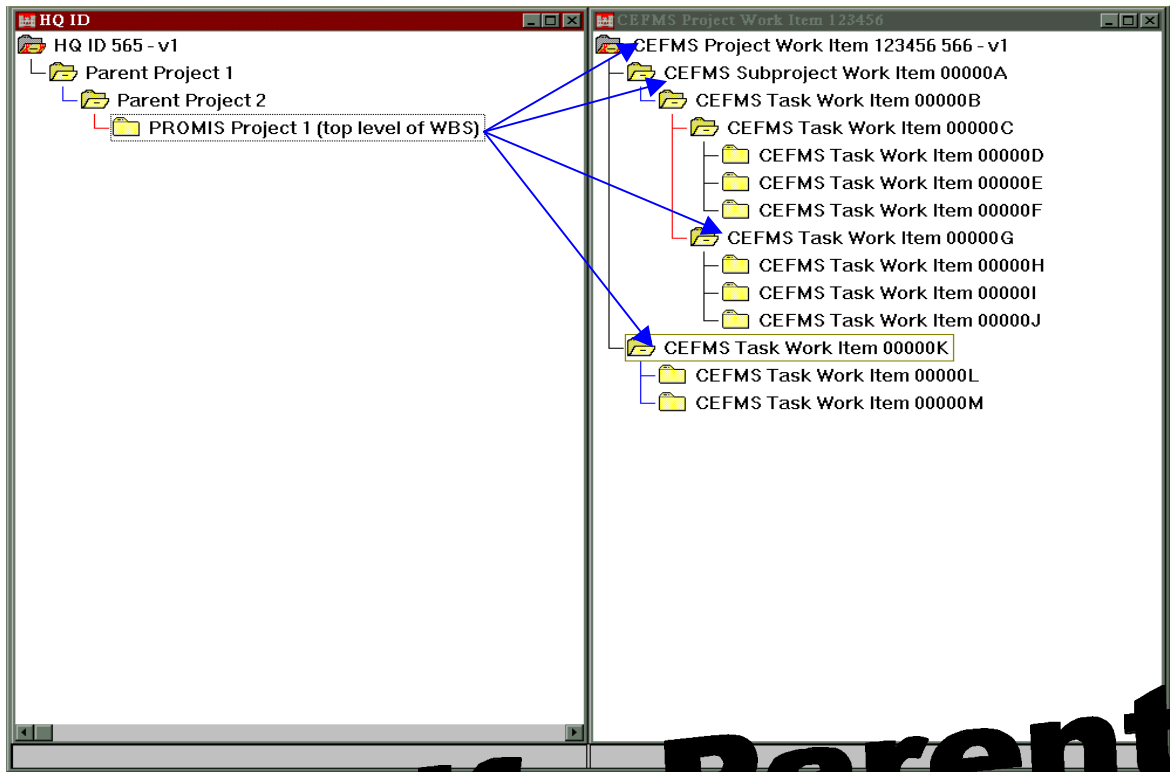 HQ ID
HQ ID 565 - v1
Parent Project 1
Parent Project 2
PROMIS Project 1 (top level of WBS)
CEFMS Project Work Item 123456
CEFMS Project Work Item 123456 566 - v1
CEFMS Subproject Work Item 00000A
CEFMS Task Work Item 00000B
CEFMS Task Work Item 00000C
CEFMS Task Work Item 00000D
CEFMS Task Work Item 00000E
CEFMS Task Work Item 00000F
CEFMS Task Work Item 00000G
CEFMS Task Work Item 00000H
CEFMS Task Work Item 00000I
CEFMS Task Work Item 00000J
CEFMS Task Work Item 00000K
CEFMS Task Work Item 00000L
CEFMS Task Work Item 00000M
Parent